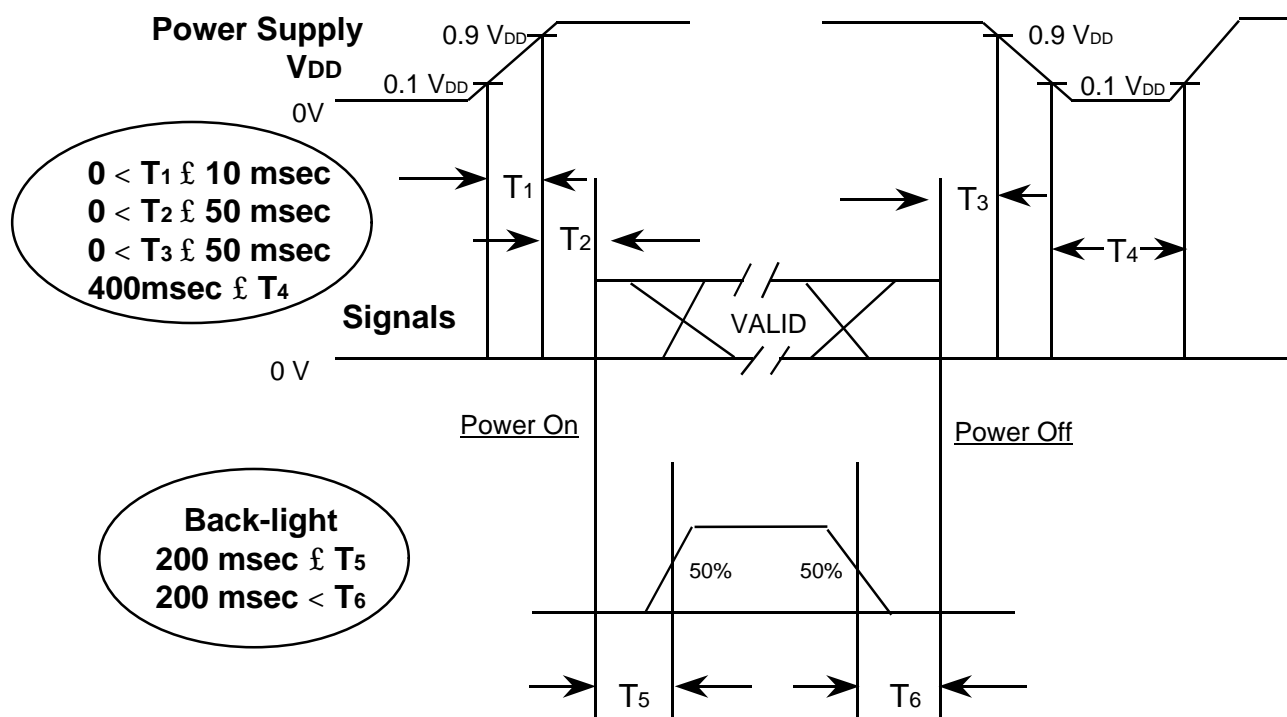 Power Supply
VDD
0.9 VDD
0.1 VDD
0V
0.9 VDD
0.1 VDD
0 < T1 £ 10 msec
0 < T2 £ 50 msec
0 < T3 £ 50 msec
400msec £ T4
T1
T2
T3
T4
Signals
VALID
0 V
Power On
Power Off
Back-light
200 msec £ T5
200 msec < T6
50%
50%
T5
T6